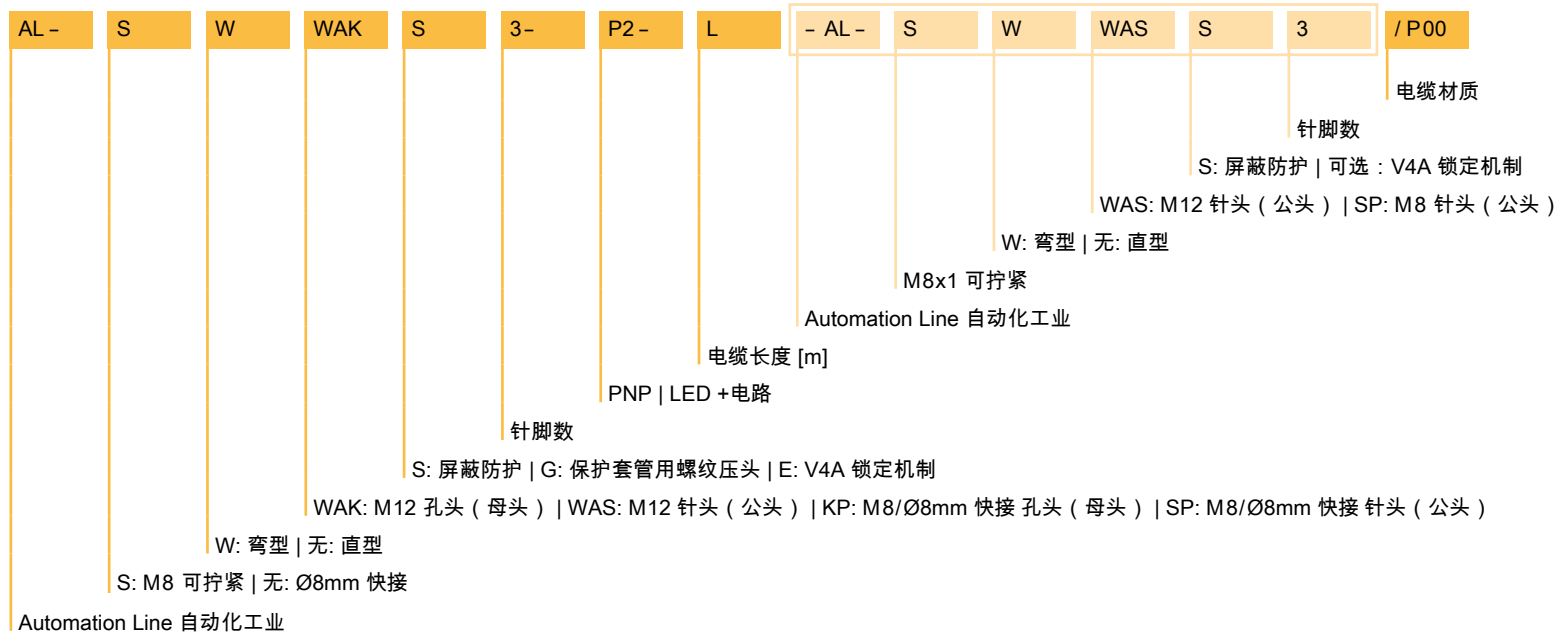 AL – S W WAK S 3– P2 – L – AL – S W WAS S 3 / P00
电缆材质
针脚数
S: 屏蔽防护 | 可选：V4A 锁定机制
WAS: M12 针头（公头） | SP: M8 针头（公头）
W: 弯型 | 无: 直型
M8x1 可拧紧
Automation Line 自动化工业
电缆长度 [m]
PNP | LED +电路
针脚数
S: 屏蔽防护 | G: 保护套管用螺纹压头 | E: V4A 锁定机制
WAK: M12 孔头（母头） | WAS: M12 针头（公头） | KP: M8/Ø8mm 快接 孔头（母头） | SP: M8/Ø8mm 快接 针头（公头）
W: 弯型 | 无: 直型
S: M8 可拧紧 | 无: Ø8mm 快接
Automation Line 自动化工业